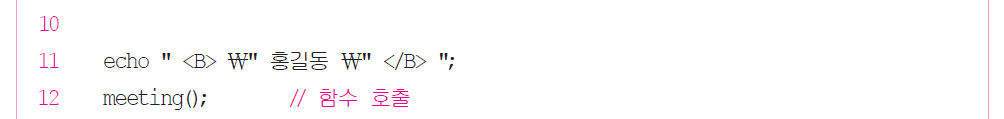 10
11 echo " <B> ₩" 홍길동 ₩" </B> ";
12 meeting(); // 함수 호출